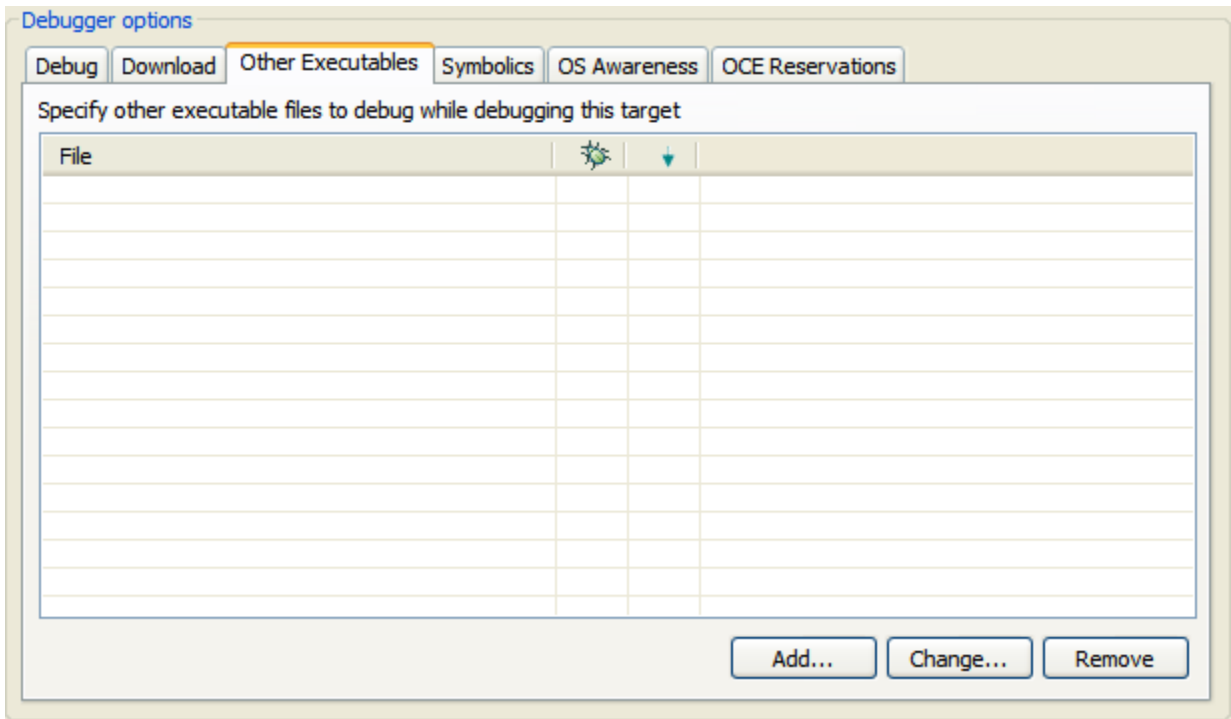 Debugger options
Debug Download Other Executables Symbolics OS Awareness OCE Reservations
Specify other executable files to debug while debugging this target
File
Add... Change... Remove